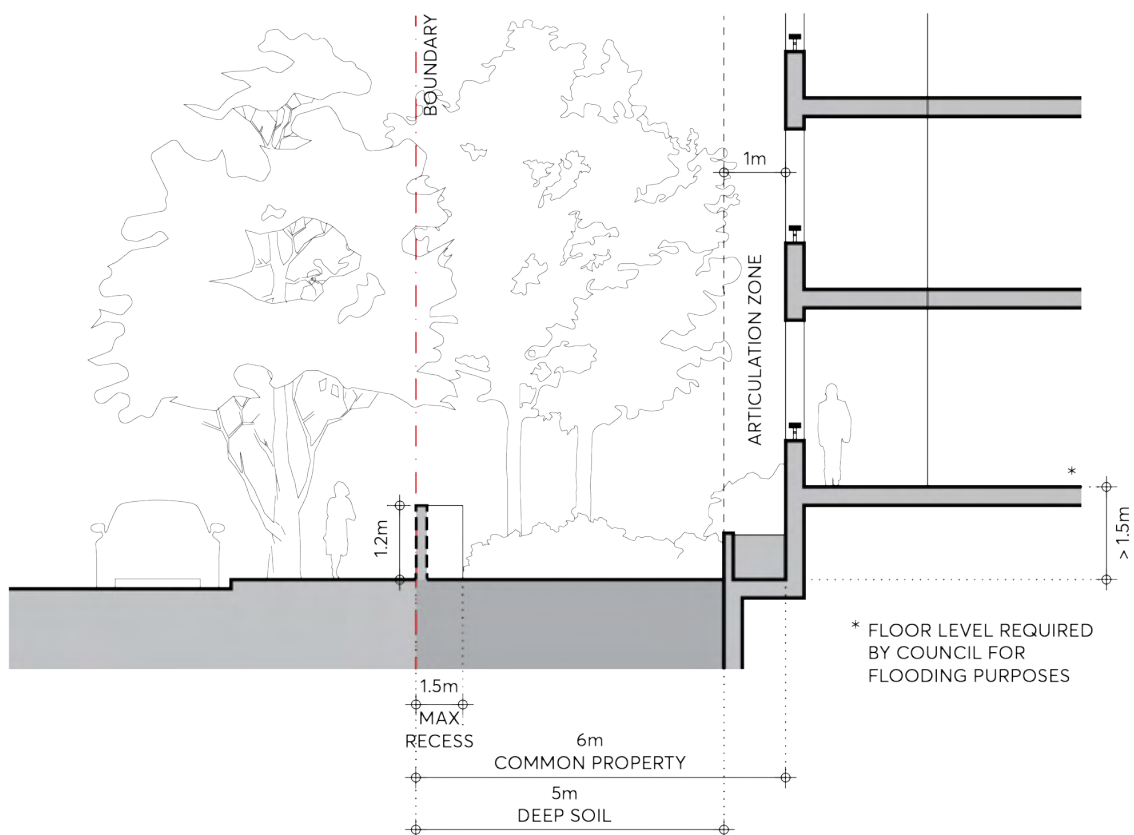 BOUNDARY
1m
ARTICULATION ZONE
1.2m
*
> 1.5m
* FLOOR LEVEL REQUIRED
BY COUNCIL FOR
FLOODING PURPOSES
1.5m
MAX
RECESS
6m
COMMON PROPERTY
5m
DEEP SOIL